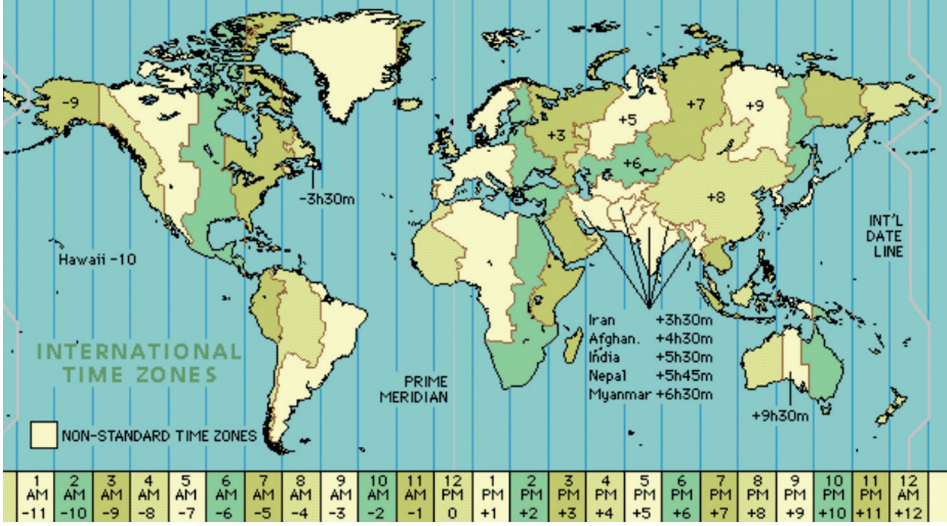 -9
+3
+5
+7
+9
+6
+8
-3h30m
Hawaii -10
INT'L
DATE
LINE
Iran +3h30m
Afghan. +4h30m
India +5h30m
Nepal +5h45m
Myanmar +6h30m
+9h30m
INTERNATIONAL
TIME ZONES
PRIME
MERIDIAN
NON-STANDARD TIME ZONES
1 2 3 4 5 6 7 8 9 10 11 12 1 2 3 4 5 6 7 8 9 10 11 12
AM AM AM AM AM AM AM AM AM AM AM PM PM PM PM PM PM PM PM PM PM PM PM AM
-11 -10 -9 -8 -7 -6 -5 -4 -3 -2 -1 0 +1 +2 +3 +4 +5 +6 +7 +8 +9 +10 +11 +12